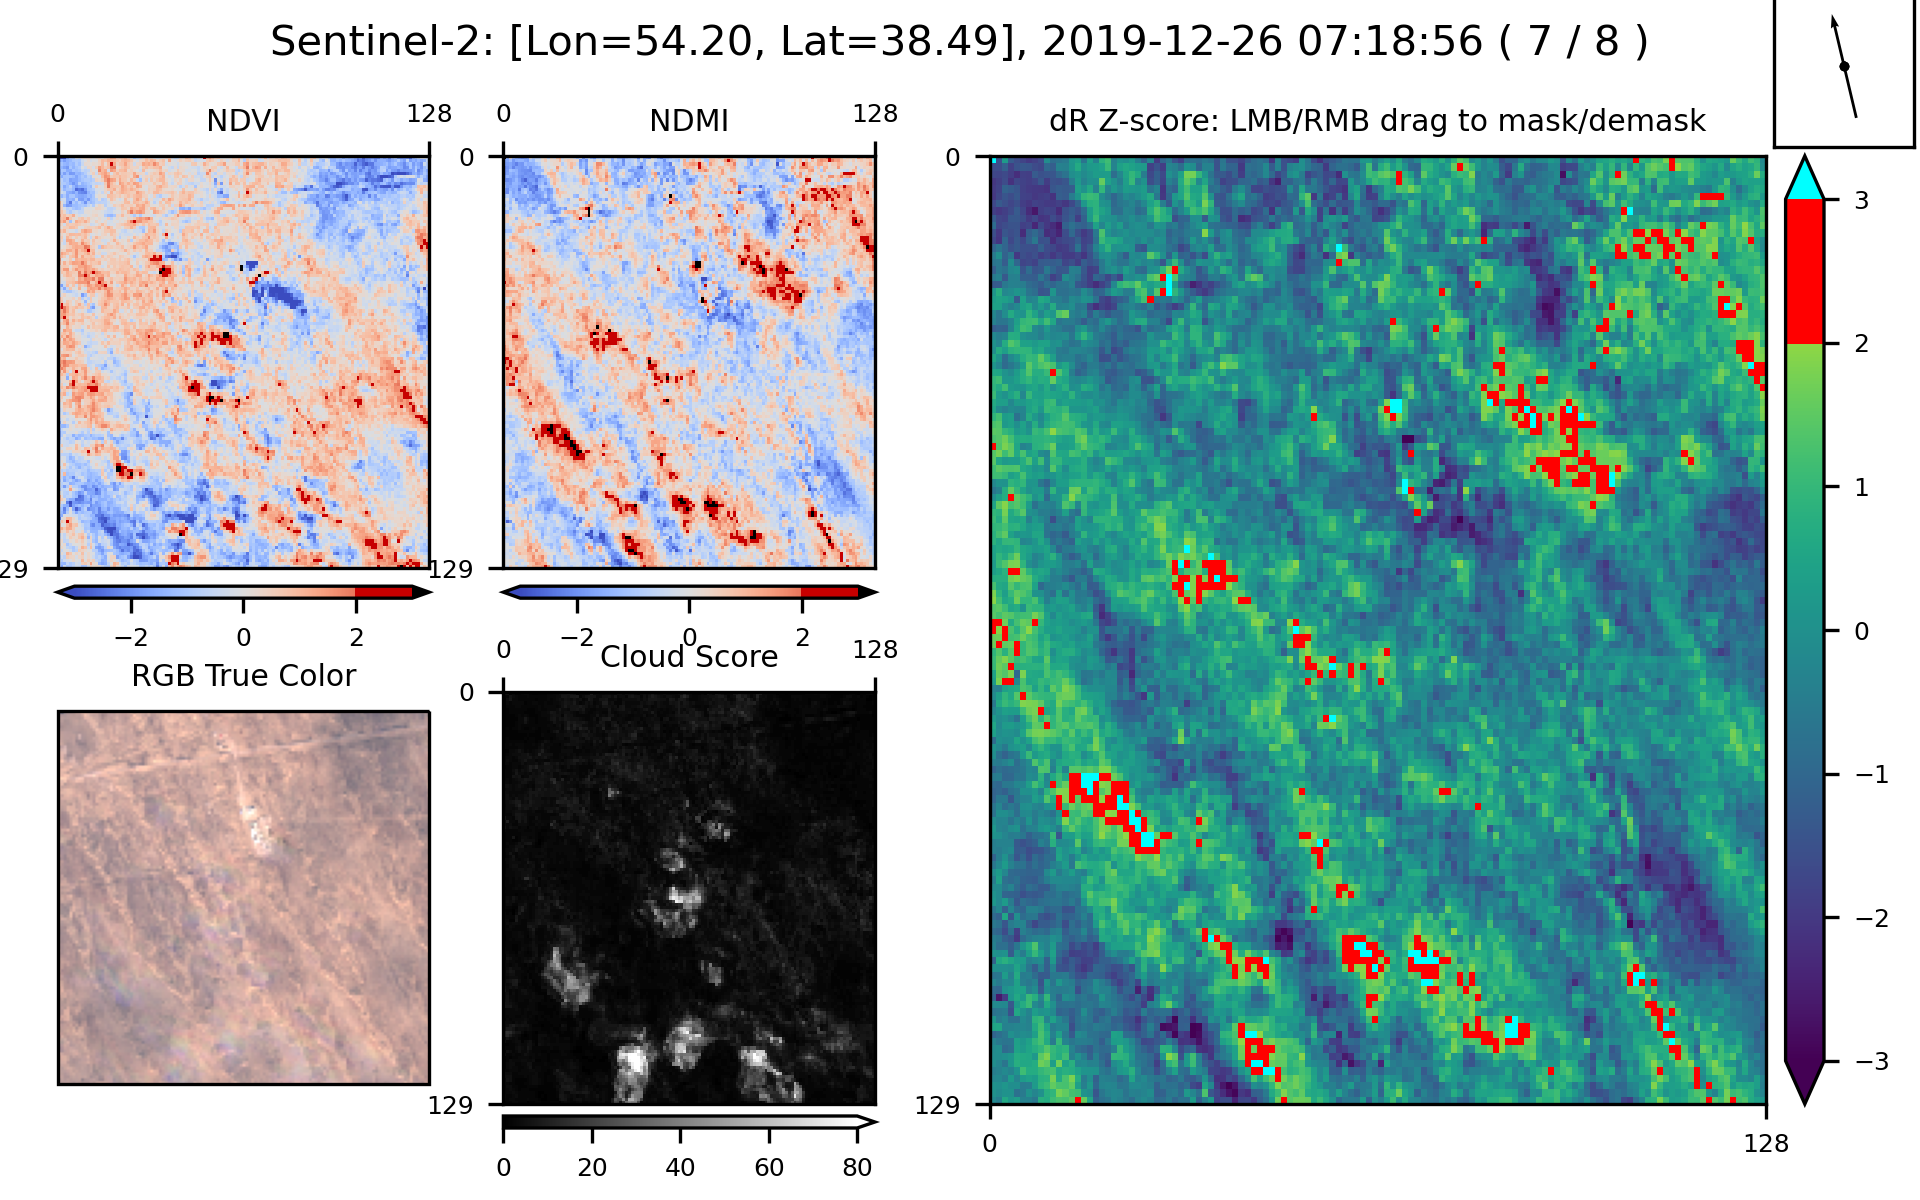 Sentinel-2: [Lon=54.20, Lat=38.49], 2019-12-26 07:18:56 ( 7 / 8 )
0 128
NDVI
0
29
−2 0 2
0 128
NDMI
0
129
−2 0 2
RGB True Color
0 128
Cloud Score
0
129
0 20 40 60 80
dR Z-score: LMB/RMB drag to mask/demask
0
129
0 128
3
2
1
0
−1
−2
−3